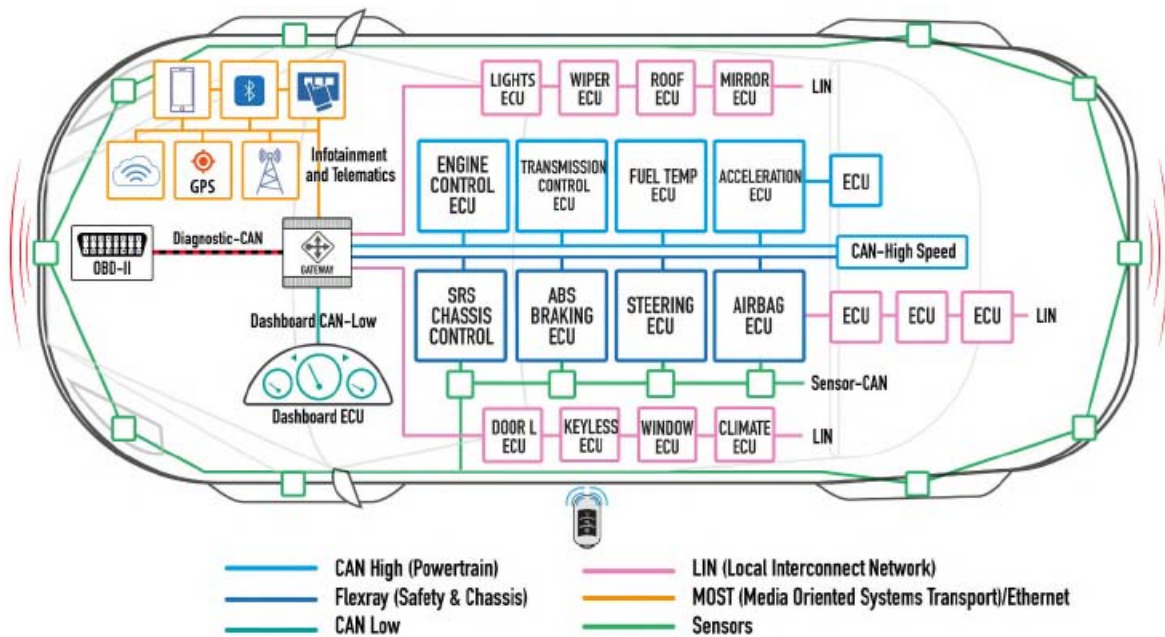 LIGHTS
ECU
WIPER
ECU
ROOF
ECU
MIRROR
ECU
LIN
GPS
Infotainment
and Telematics
ENGINE
CONTROL
ECU
TRANSMISSION
CONTROL
ECU
FUEL TEMP
ECU
ACCELERATION
ECU
ECU
OBD-II
Diagnostic-CAN
GATEWAY
CAN-High Speed
Dashboard CAN-Low
Dashboard ECU
SRS
CHASSIS
CONTROL
ABS
BRAKING
ECU
STEERING
ECU
AIRBAG
ECU
ECU
ECU
ECU
LIN
Sensor-CAN
DOOR L
ECU
KEYLESS
ECU
WINDOW
ECU
CLIMATE
ECU
LIN
CAN High (Powertrain)
Flexray (Safety & Chassis)
CAN Low
LIN (Local Interconnect Network)
MOST (Media Oriented Systems Transport)/Ethernet
Sensors